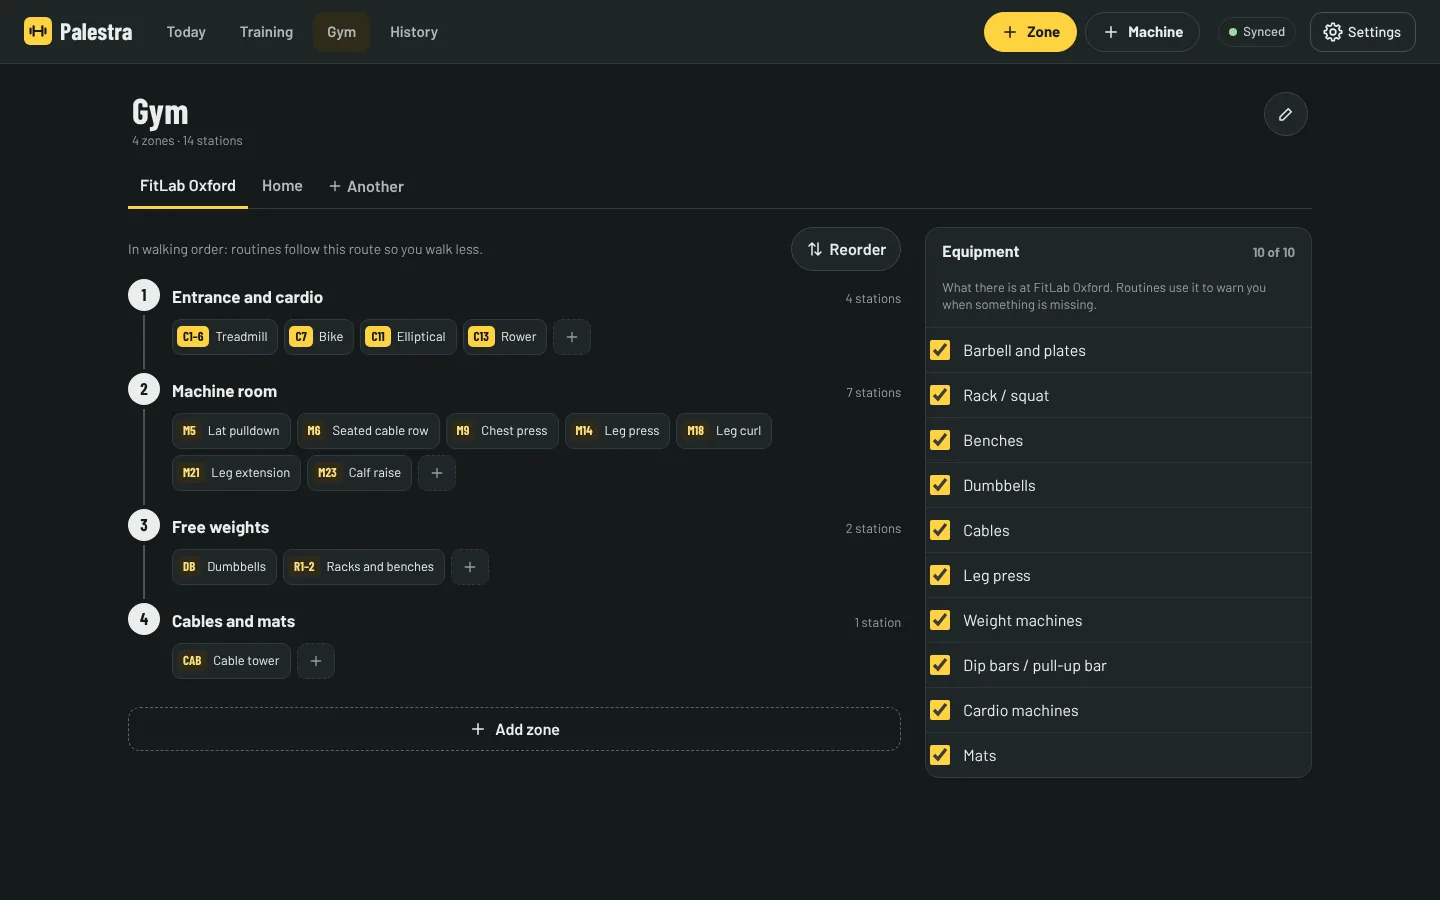 Palestra
Today
Training
Gym
History
+ Zone
+ Machine
Synced
Settings
Gym
4 zones · 14 stations
FitLab Oxford
Home
+ Another
In walking order: routines follow this route so you walk less.
Reorder
1
Entrance and cardio
4 stations
C1–6 Treadmill
C7 Bike
C11 Elliptical
C13 Rower
+
2
Machine room
7 stations
M5 Lat pulldown
M6 Seated cable row
M9 Chest press
M14 Leg press
M18 Leg curl
M21 Leg extension
M23 Calf raise
+
3
Free weights
2 stations
DB Dumbbells
R1–2 Racks and benches
+
4
Cables and mats
1 station
CAB Cable tower
+
+ Add zone
Equipment
10 of 10
What there is at FitLab Oxford. Routines use it to warn you
when something is missing.
Barbell and plates
Rack / squat
Benches
Dumbbells
Cables
Leg press
Weight machines
Dip bars / pull-up bar
Cardio machines
Mats